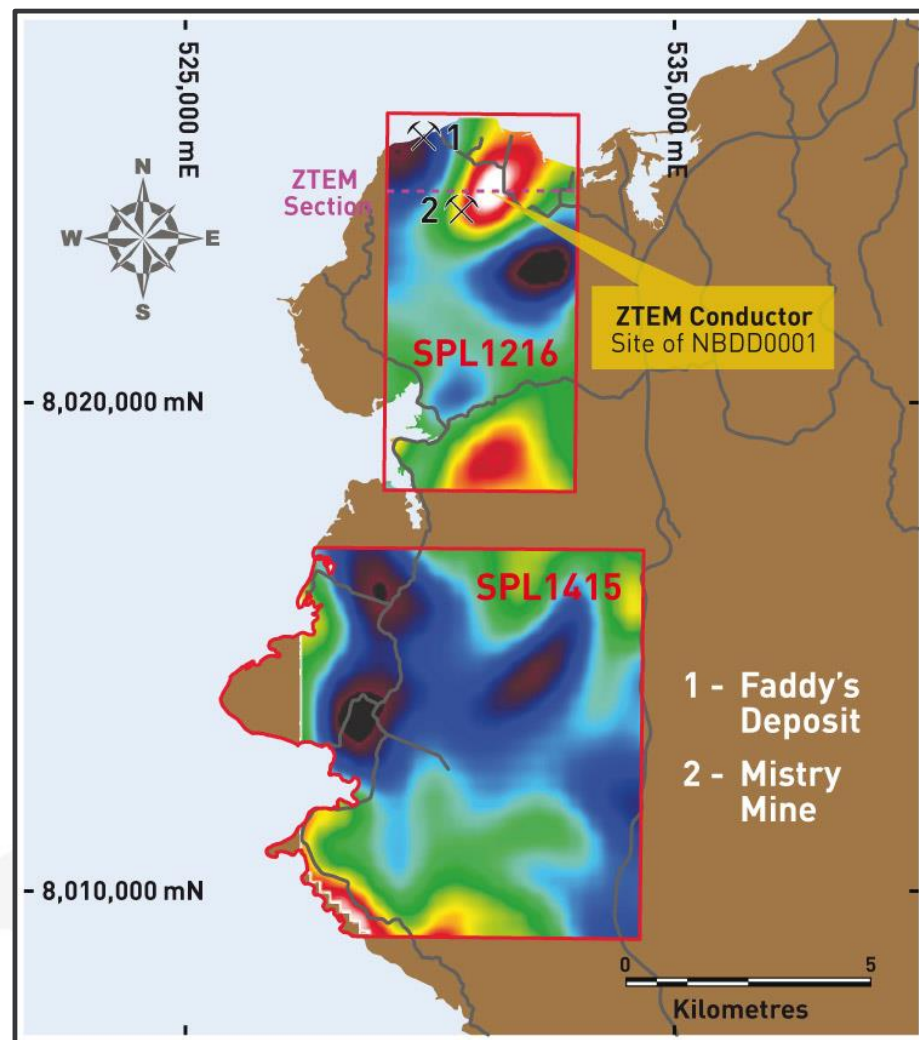 525,000 mE
535,000 mE
N
W
E
S
1
ZTEM
Section
2
ZTEM Conductor
Site of NBDD0001
SPL1216
8,020,000 mN
SPL1415
1 - Faddy's
Deposit
2 - Mistry
Mine
8,010,000 mN
0
5
Kilometres